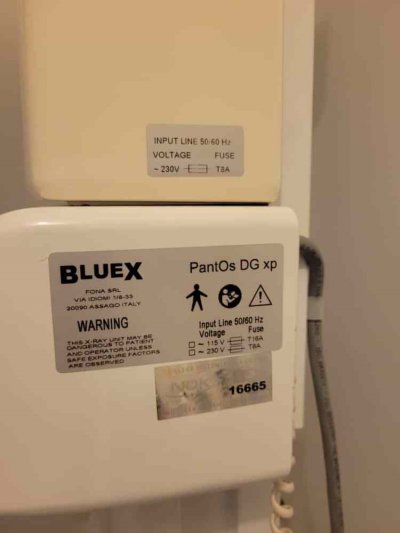 INPUT LINE 50/60 Hz
VOLTAGE FUSE
~ 230V T8A
BLUEX PantOs DG xp
FONA SRL
VIA IDIOMI 1/8-33
20090 ASSAGO ITALY
WARNING
THIS X-RAY UNIT MAY BE
DANGEROUS TO PATIENT
AND OPERATOR UNLESS
SAFE EXPOSURE FACTORS
ARE OBSERVED
Input Line 50/60 Hz
Voltage Fuse
~ 115 V T16A
~ 230 V T8A
16665